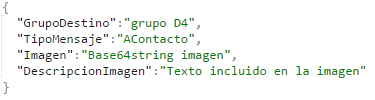 {
"GrupoDestino":"grupo D4",
"TipoMensaje":"AContacto",
"Imagen":"Base64string imagen",
"DescripcionImagen":"Texto incluido en la imagen"
}